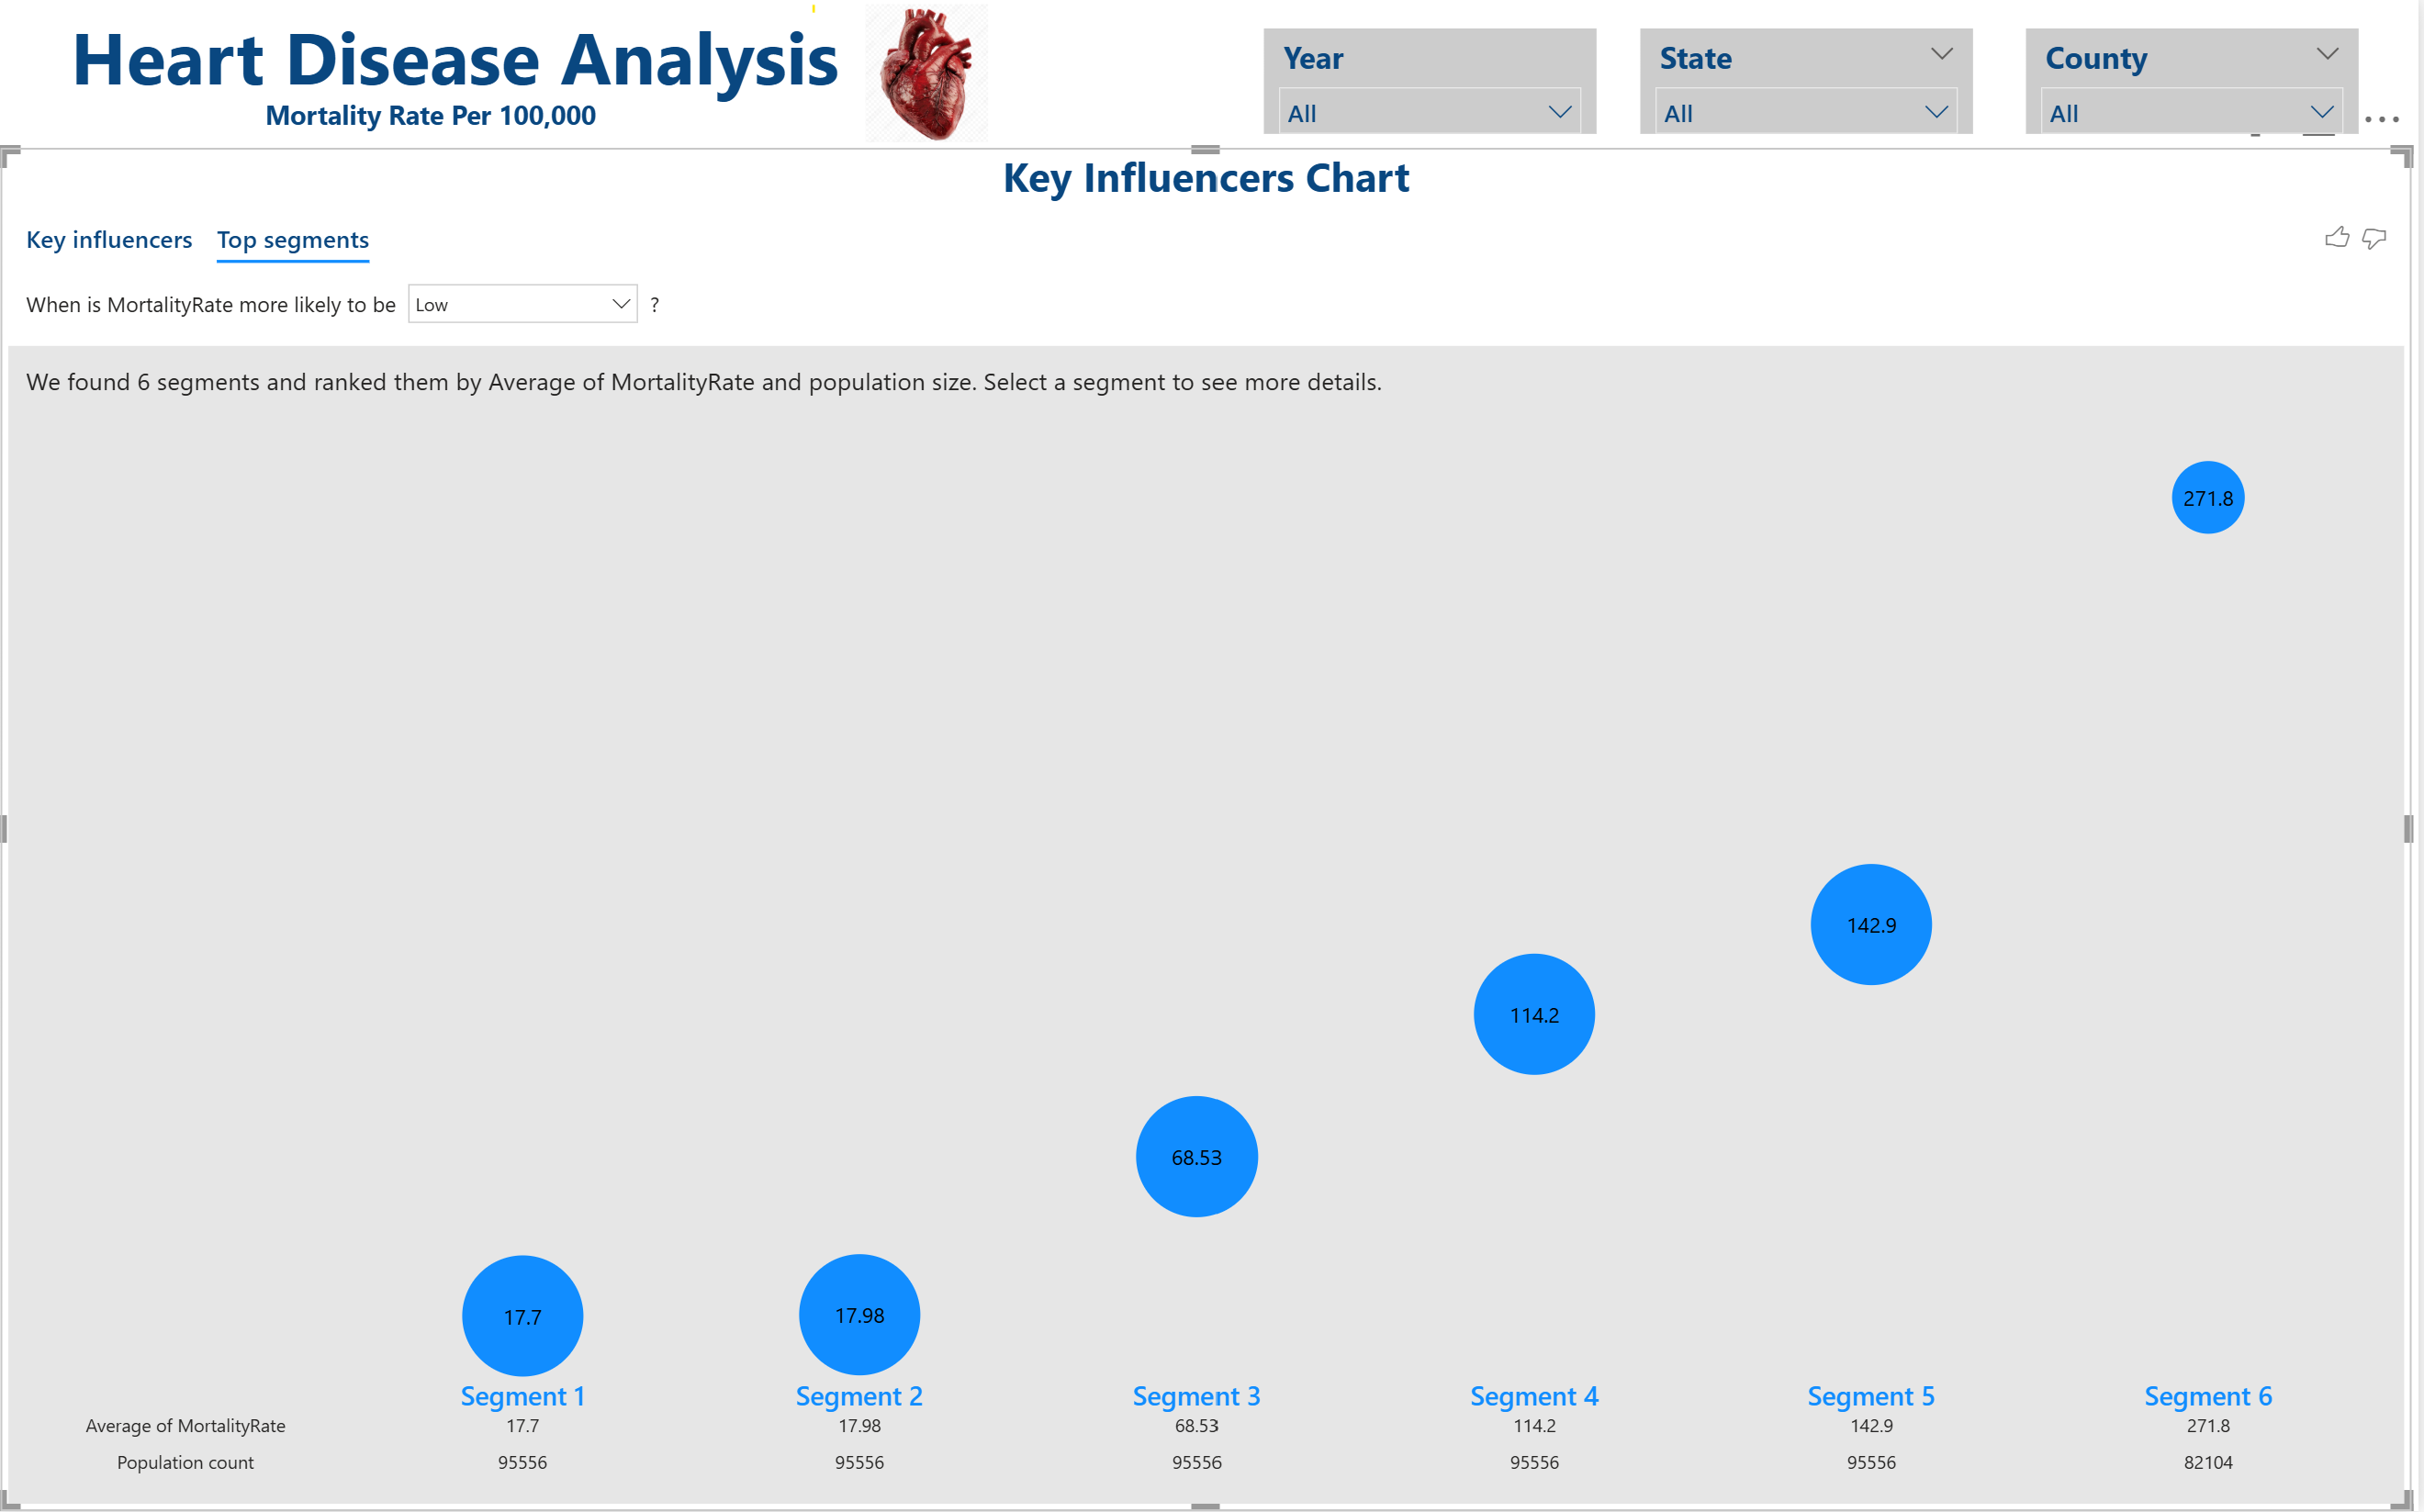 Heart Disease Analysis
Mortality Rate Per 100,000
Year
All
State
All
County
All
Key Influencers Chart
Key influencers Top segments
When is MortalityRate more likely to be Low ?
We found 6 segments and ranked them by Average of MortalityRate and population size. Select a segment to see more details.
271.8
142.9
114.2
68.53
17.7 17.98
Segment 1 Segment 2 Segment 3 Segment 4 Segment 5 Segment 6
Average of MortalityRate 17.7 17.98 68.53 114.2 142.9 271.8
Population count 95556 95556 95556 95556 95556 82104